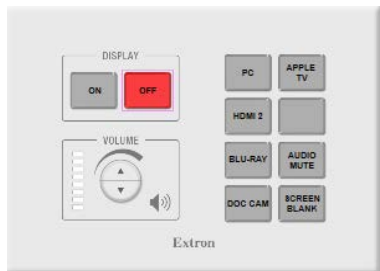 DISPLAY
ON
OFF
VOLUME
PC
APPLE
TV
HDMI 2
BLU-RAY
AUDIO
MUTE
DOC CAM
SCREEN
BLANK
Extron